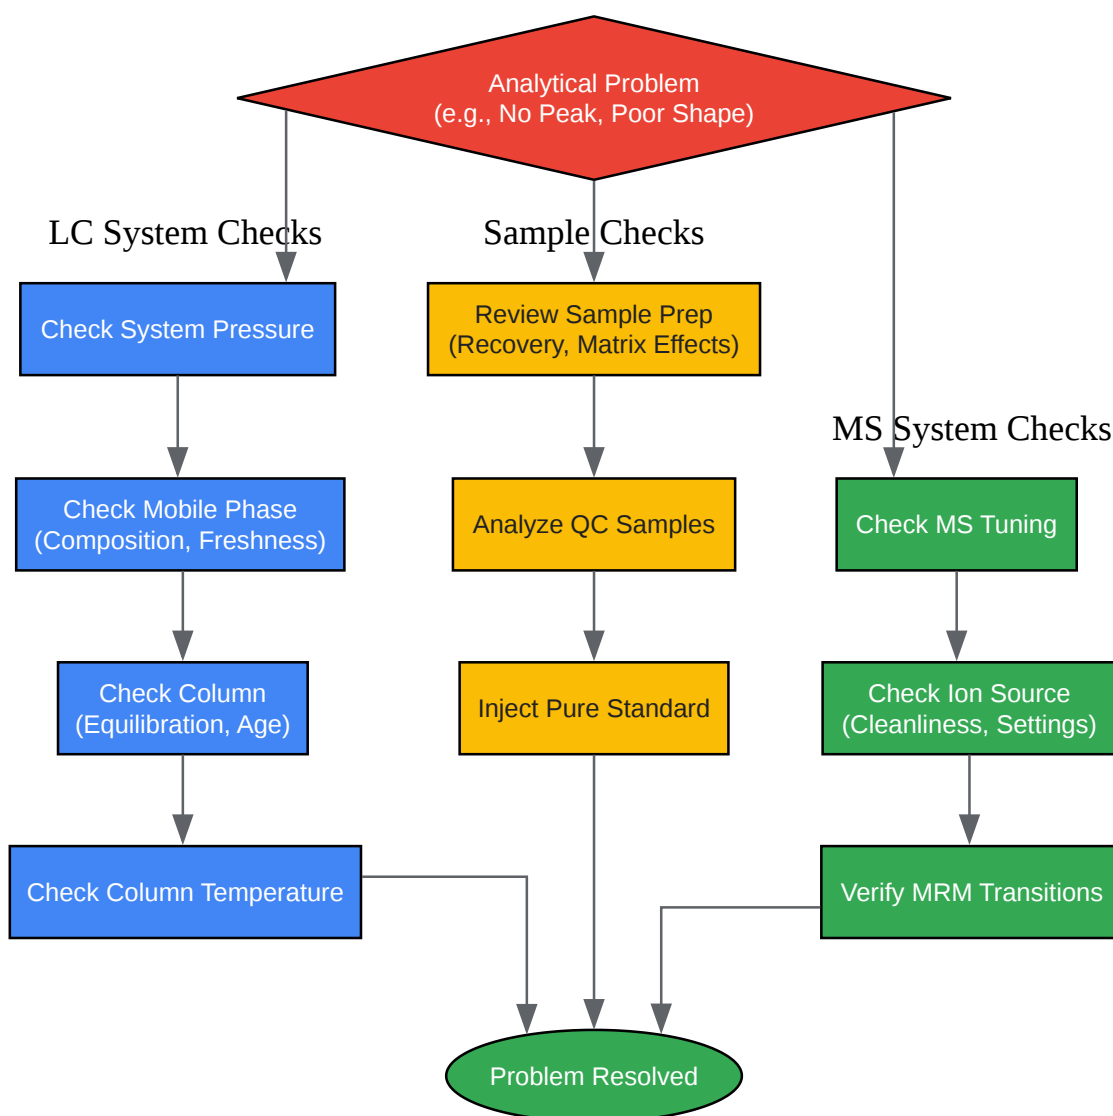 Analytical Problem
(e.g., No Peak, Poor Shape)
LC System Checks
Check System Pressure
Check Mobile Phase
(Composition, Freshness)
Check Column
(Equilibration, Age)
Check Column Temperature
Sample Checks
Review Sample Prep
(Recovery, Matrix Effects)
Analyze QC Samples
Inject Pure Standard
MS System Checks
Check MS Tuning
Check Ion Source
(Cleanliness, Settings)
Verify MRM Transitions
Problem Resolved